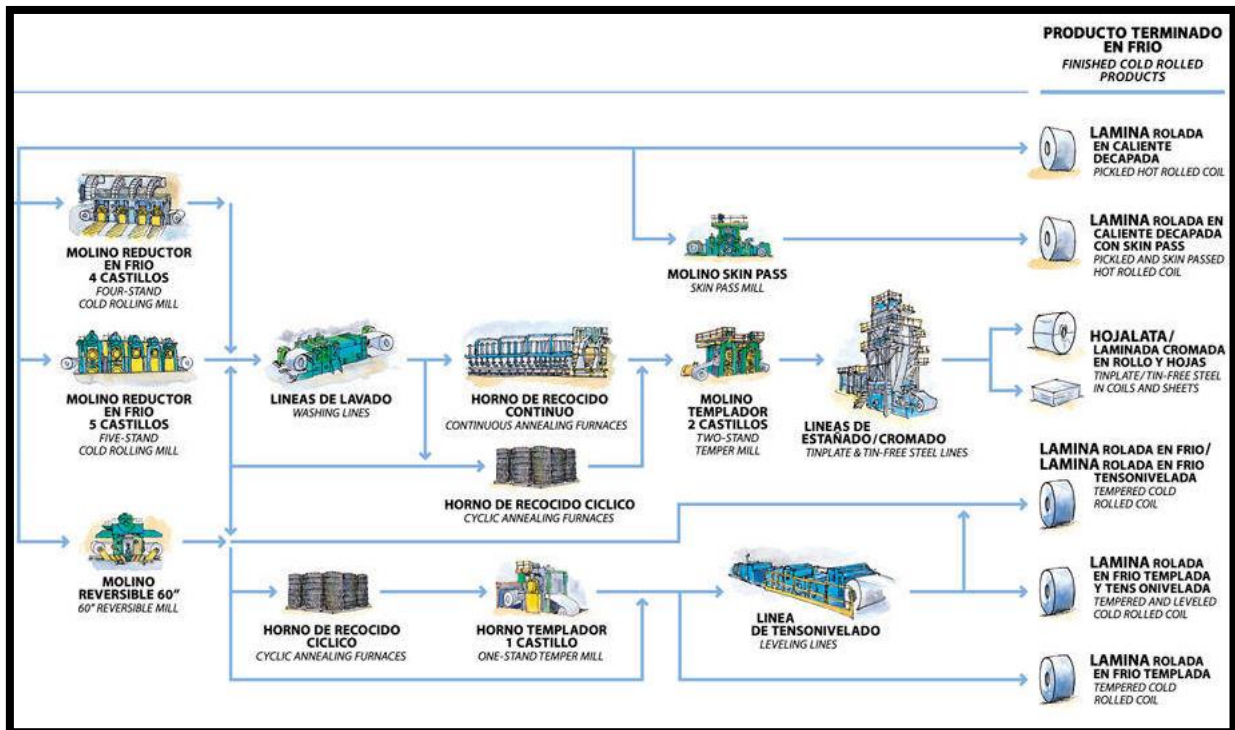 PRODUCTO TERMINADO
EN FRIO
FINISHED COLD ROLLED
PRODUCTS
LAMINA ROLADA
EN CALIENTE
DECAPADA
PICKLED HOT ROLLED COIL
MOLINO REDUCTOR
EN FRIO
4 CASTILLOS
FOUR-STAND
COLD ROLLING MILL
MOLINO SKIN PASS
SKIN PASS MILL
LAMINA ROLADA EN
CALIENTE DECAPADA
CON SKIN PASS
PICKLED AND SKIN PASSED
HOT ROLLED COIL
MOLINO REDUCTOR
EN FRIO
5 CASTILLOS
FIVE-STAND
COLD ROLLING MILL
LINEAS DE LAVADO
WASHING LINES
HORNO DE RECOCIDO
CONTINUO
CONTINUOUS ANNEALING FURNACES
MOLINO
TEMPLADOR
2 CASTILLOS
TWO-STAND
TEMPER MILL
LINEAS DE
ESTAÑADO/CROMADO
TINPLATE & TIN-FREE STEEL LINES
HOJALATA/
LAMINADA CROMADA
EN ROLLO Y HOJAS
TINPLATE/TIN-FREE STEEL
IN COILS AND SHEETS
HORNO DE RECOCIDO CICLICO
CYCLIC ANNEALING FURNACES
LAMINA ROLADA EN FRIO/
LAMINA ROLADA EN FRIO
TENSONIVELADA
TEMPERED COLD
ROLLED COIL
MOLINO
REVERSIBLE 60"
60" REVERSIBLE MILL
HORNO DE RECOCIDO
CICLICO
CYCLIC ANNEALING FURNACES
HORNO TEMPLADOR
1 CASTILLO
ONE-STAND TEMPER MILL
LINEA
DE TENSONIVELADO
LEVELING LINES
LAMINA ROLADA
EN FRIO TEMPLADA
Y TENS ONIVELADA
TEMPERED AND LEVELED
COLD ROLLED COIL
LAMINA ROLADA
EN FRIO TEMPLADA
TEMPERED COLD
ROLLED COIL